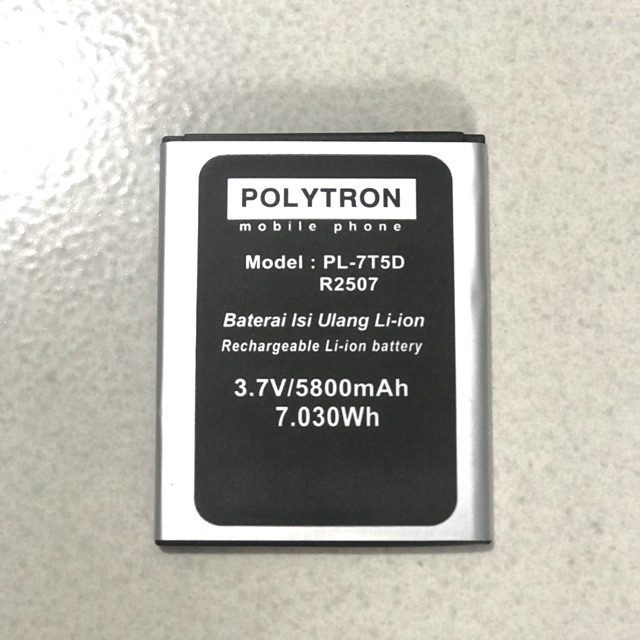 POLYTRON
mobile phone
Model : PL-7T5D
R2507
Baterai Isi Ulang Li-ion
Rechargeable Li-ion battery
3.7V/5800mAh
7.030Wh